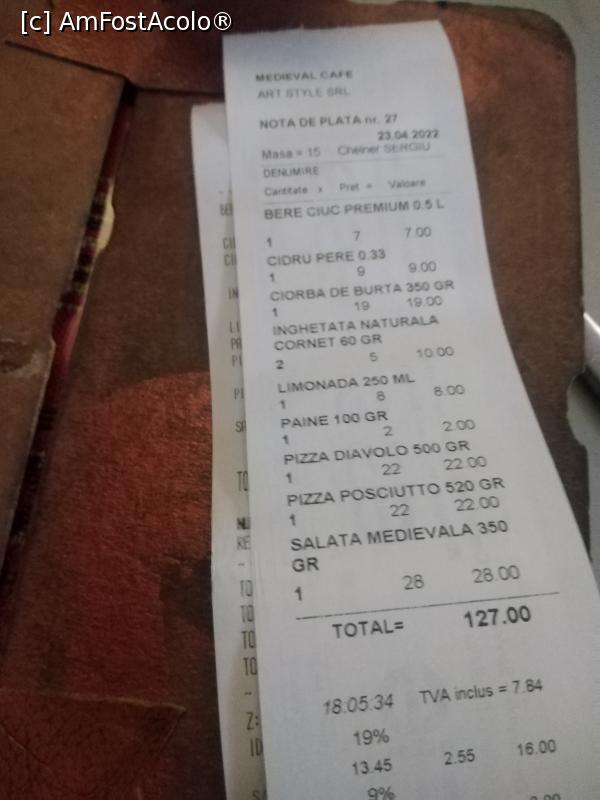 [c] AmFostAcolo®
MEDIEVAL CAFE
ART STYLE SRL
NOTA DE PLATA nr. 27
23.04.2022
Masa = 15 Chelner SERGIU
DENUMIRE
Cantitate x Pret = Valoare
BERE CIUC PREMIUM 0.5 L
1 7 7.00
CIDRU PERE 0.33
1 9 9.00
CIORBA DE BURTA 350 GR
1 19 19.00
INGHETATA NATURALA
CORNET 60 GR
2 5 10.00
LIMONADA 250 ML
1 8 8.00
PAINE 100 GR
1 2 2.00
PIZZA DIAVOLO 500 GR
1 22 22.00
PIZZA POSCIUTTO 520 GR
1 22 22.00
SALATA MEDIEVALA 350
GR
1 28 28.00
TOTAL= 127.00
18:05:34 TVA inclus = 7.84
19%
13.45 2.55 16.00
9%